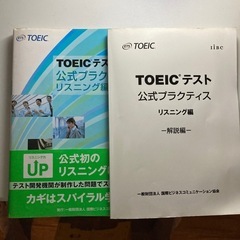 TOEIC
TOEICテスト
公式プラクティス
リスニング編
UP
公式初の
リスニング
テスト開発機関が制作した問題で
カギはスパイラル学
TOEIC
iibc
TOEICテスト
公式プラクティス
リスニング編
―解説編―
一般財団法人 国際ビジネスコミュニケーション協会